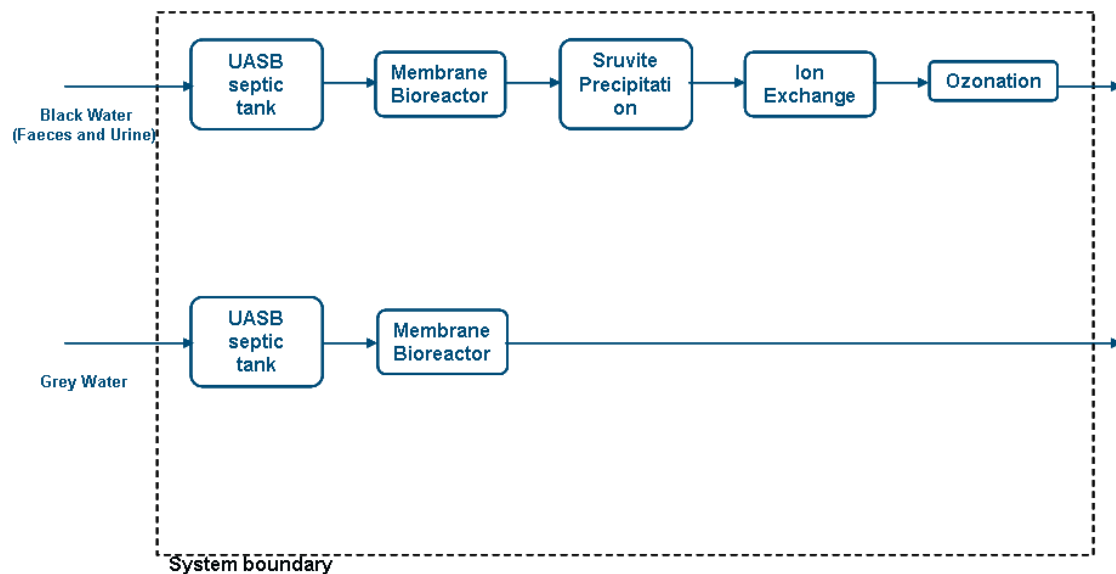 UASB
septic
tank
Membrane
Bioreactor
Sruvite
Precipitati
on
Ion
Exchange
Ozonation
Black Water
(Faeces and Urine)
UASB
septic
tank
Membrane
Bioreactor
Grey Water
System boundary